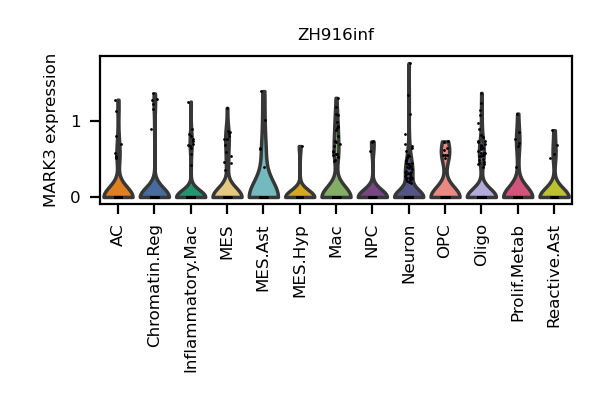 ZH916inf
MARK3 expression
1
0
AC
Chromatin.Reg
Inflammatory.Mac
MES
MES.Ast
MES.Hyp
Mac
NPC
Neuron
OPC
Oligo
Prolif.Metab
Reactive.Ast